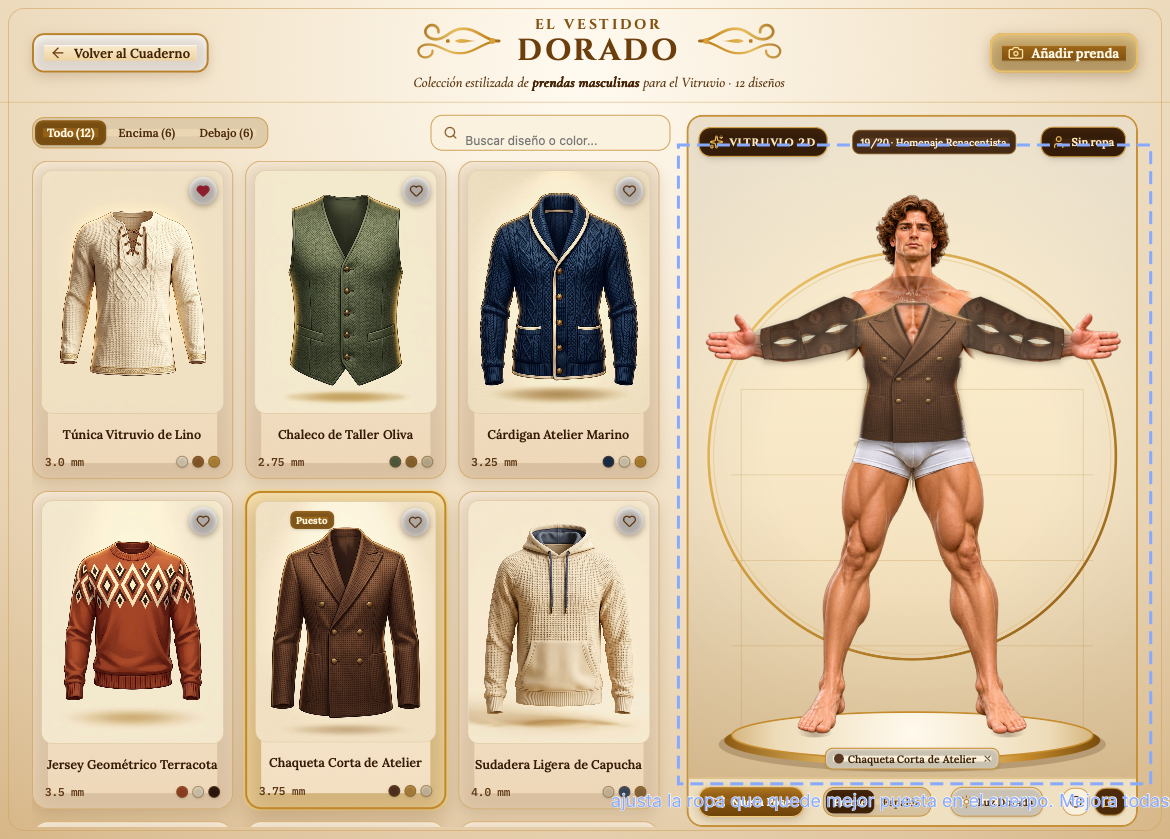 EL VESTIDOR
Volver al Cuaderno
DORADO
Añadir prenda
Colección estilizada de prendas masculinas para el Vitruvio · 12 diseños
Todo (12)
Encima (6)
Debajo (6)
Buscar diseño o color...
VITRUVIO 2D
19/20 · Homenaje Renacentista
Sin ropa
Túnica Vitruvio de Lino
Chaleco de Taller Oliva
Cárdigan Atelier Marino
3.0 mm
2.75 mm
3.25 mm
Puesto
Jersey Geométrico Terracota
Chaqueta Corta de Atelier
Sudadera Ligera de Capucha
3.5 mm
3.75 mm
4.0 mm
Chaqueta Corta de Atelier
ajusta la ropa que quede mejor puesta en el cuerpo. Mejora todas